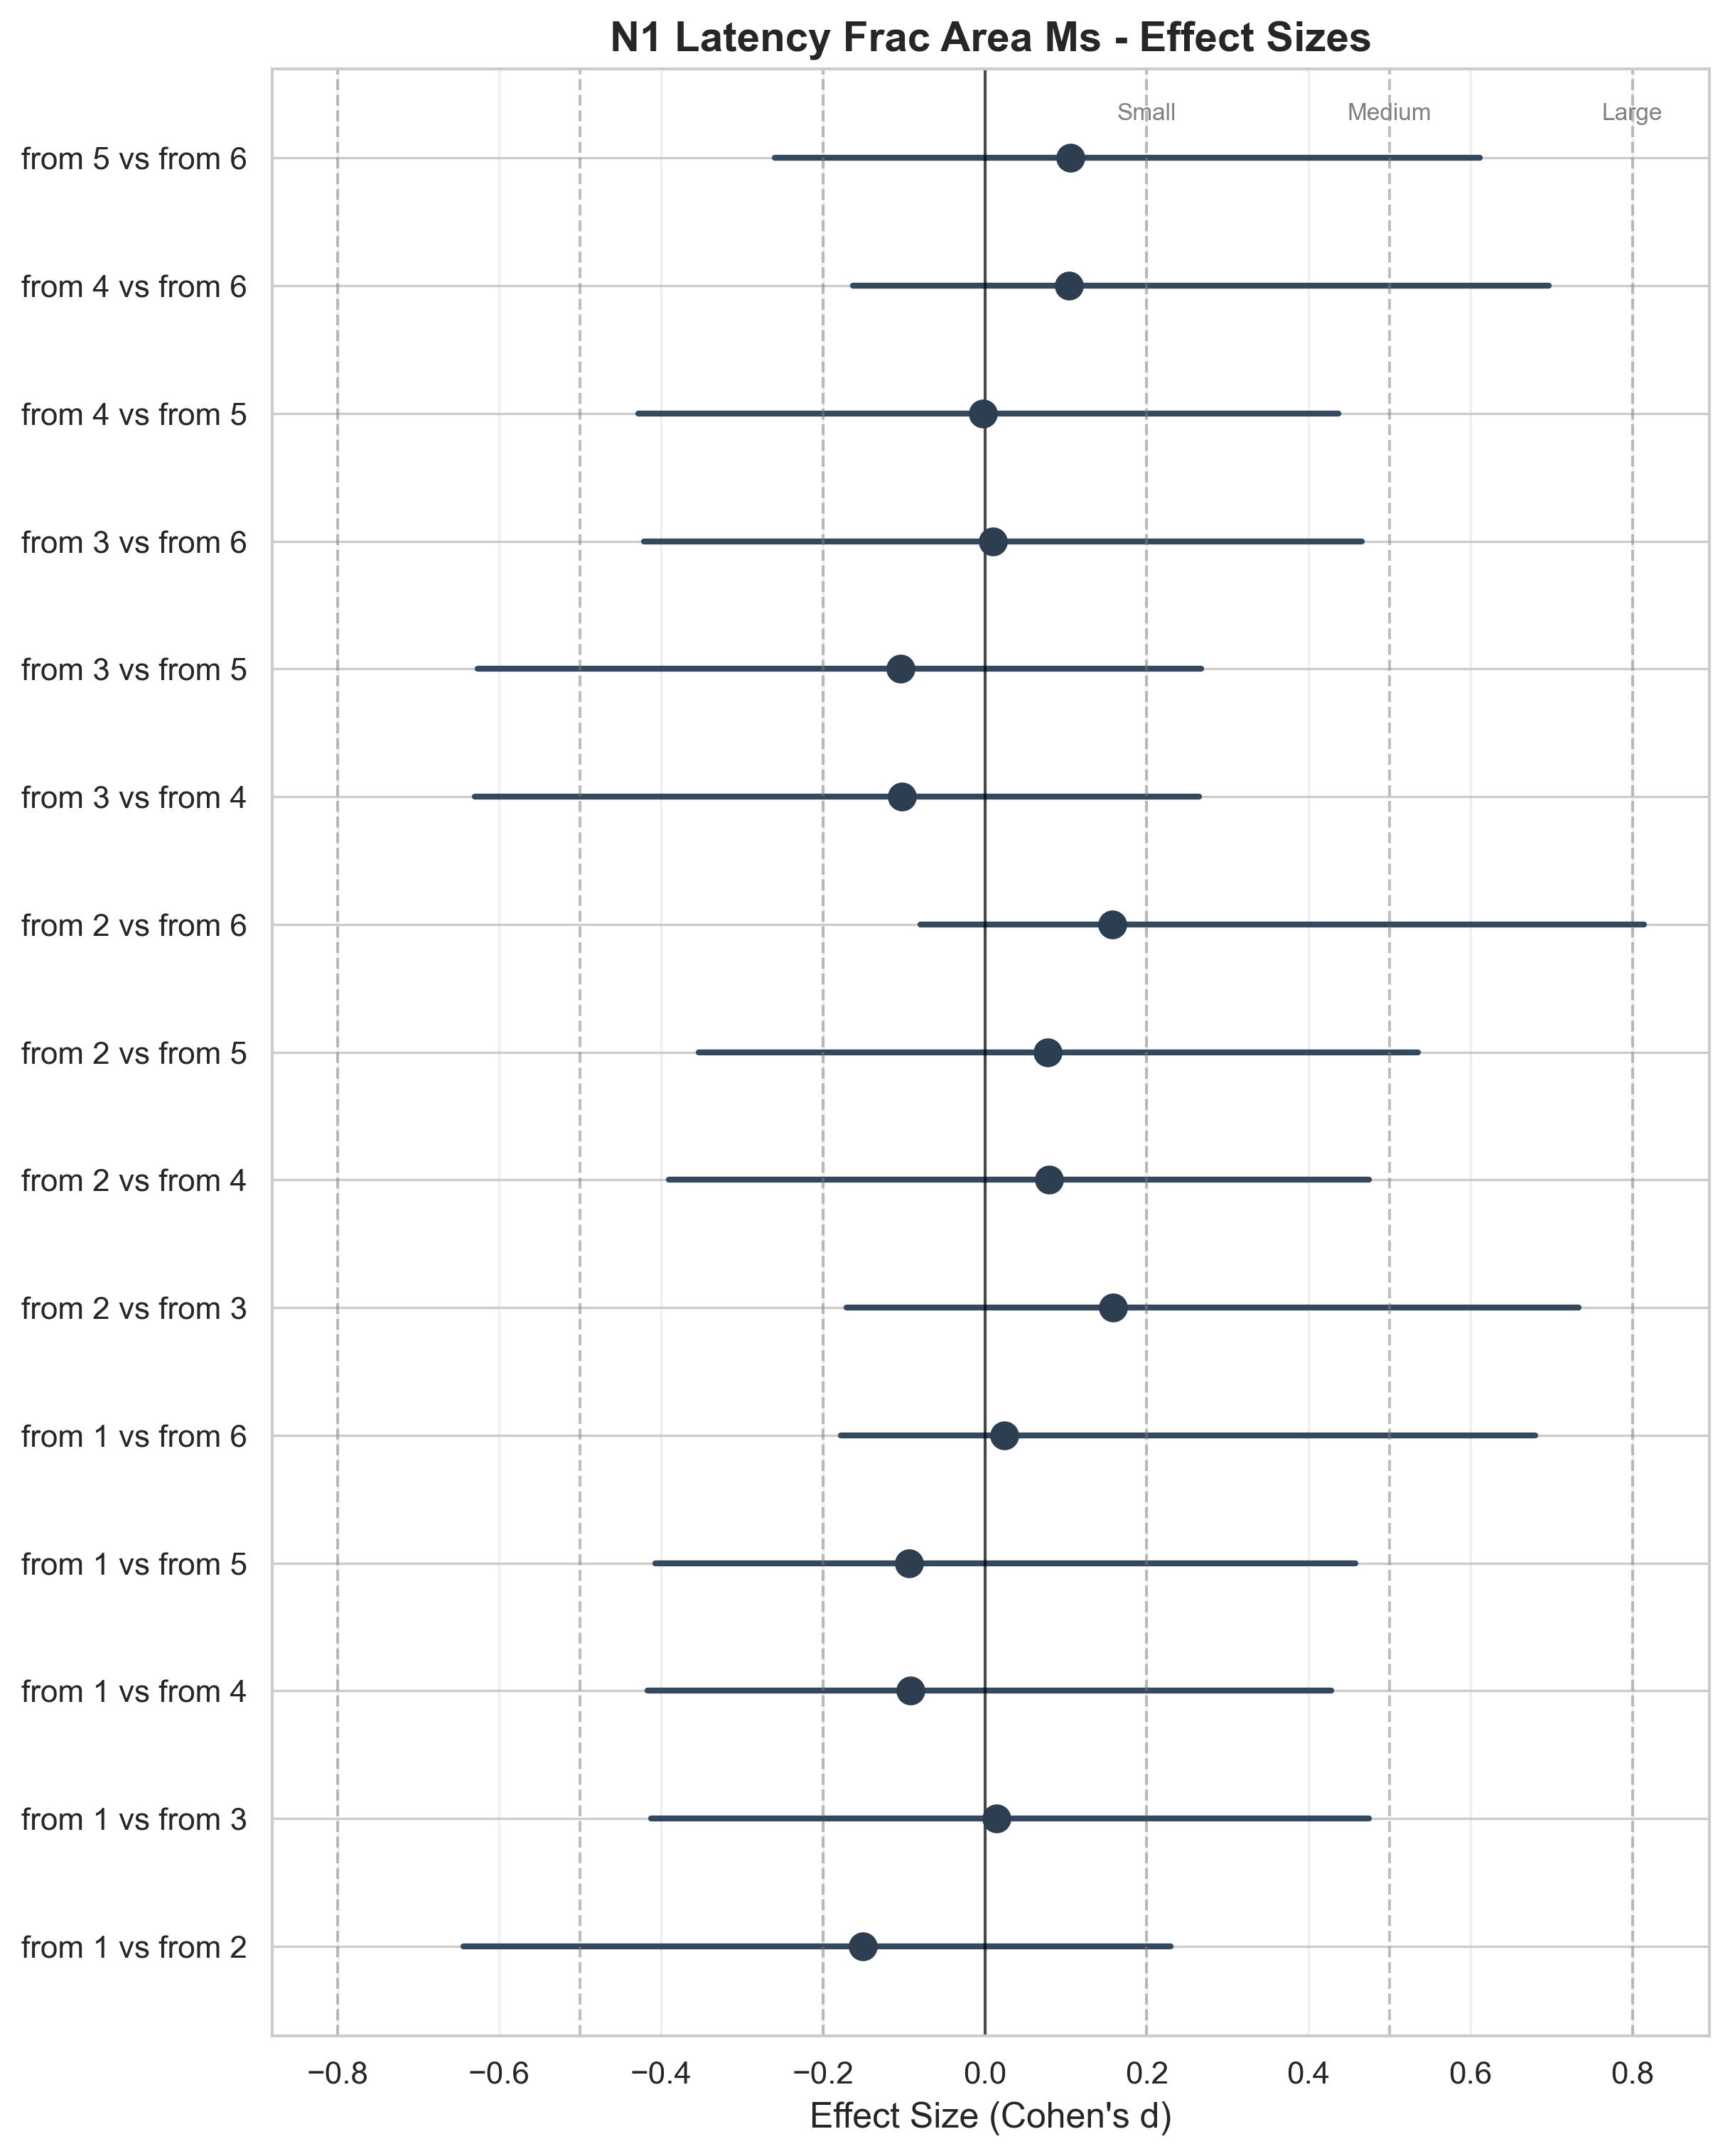 N1 Latency Frac Area Ms - Effect Sizes
Small Medium Large
from 5 vs from 6
from 4 vs from 6
from 4 vs from 5
from 3 vs from 6
from 3 vs from 5
from 3 vs from 4
from 2 vs from 6
from 2 vs from 5
from 2 vs from 4
from 2 vs from 3
from 1 vs from 6
from 1 vs from 5
from 1 vs from 4
from 1 vs from 3
from 1 vs from 2
−0.8 −0.6 −0.4 −0.2 0.0 0.2 0.4 0.6 0.8
Effect Size (Cohen's d)